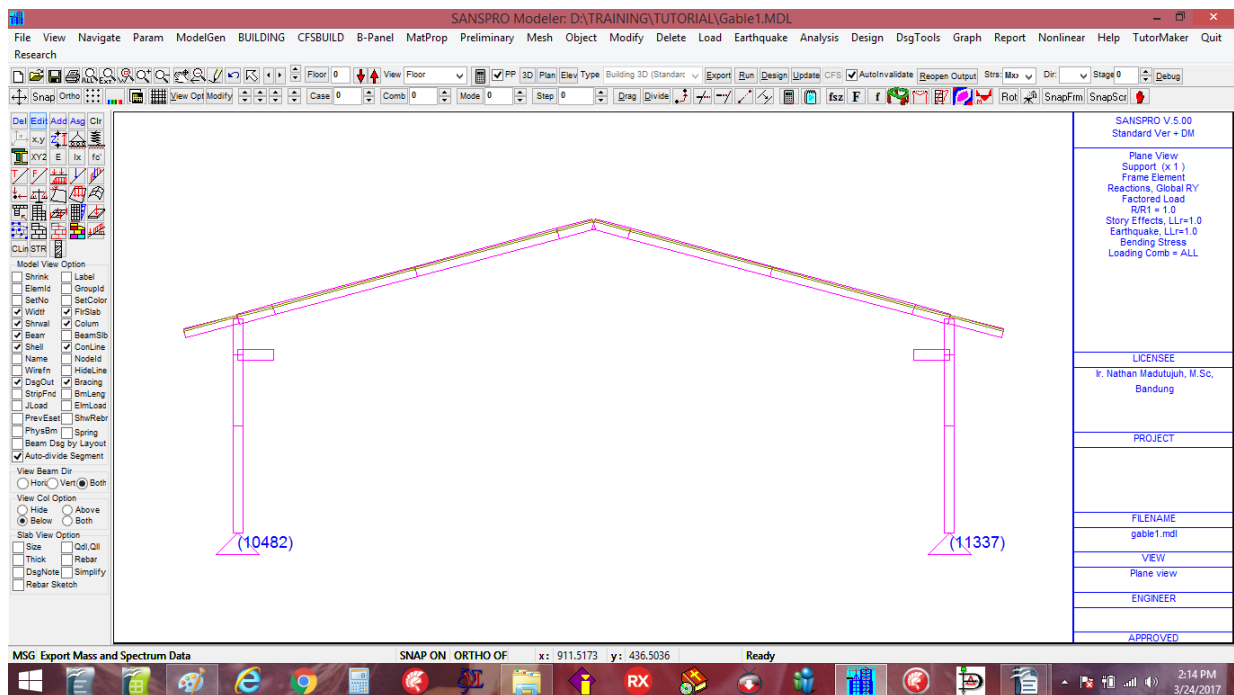 SANSPRO Modeler: D:\TRAINING\TUTORIAL\Gable1.MDL
File View Navigate Param ModelGen BUILDING CFSBUILD B-Panel MatProp Preliminary Mesh Object Modify Delete Load Earthquake Analysis Design DsgTools Graph Report Nonlinear Help TutorMaker Quit
Research
Floor 0 View Floor PP 3D Plan Elev Type Building 3D (Standarc Export Run Design Update CFS AutoInvalidate Reopen Output Strs: Mxx Dir: Stage 0 Debug
Snap Ortho View Opt Modify Case 0 Comb 0 Mode 0 Step 0 Drag Divide fsz F f Rot SnapFrm SnapScr
Del Edit Add Asg Clr
x.y
XY2 E Ix fc'
CLin STR
Model View Option
Shrink Label
ElemId GroupId
SetNo SetColor
Width FlrSlab
Shrwal Colum
Bearr BeamSlb
Shell ConLine
Name NodeId
Wirefn HideLine
DsgOut Bracing
StripFnd BmLeng
JLoad ElmLoad
PrevEset ShwRebr
PhysBm Spring
Beam Dsg by Layout
Auto-divide Segment
View Beam Dir
Hori Vert Both
View Col Option
Hide Above
Below Both
Slab View Option
Size Qdl,Qll
Thick Rebar
DsgNote Simplify
Rebar Sketch
(10482)
(11337)
SANSPRO V.5.00
Standard Ver + DM
Plane View
Support (x 1 )
Frame Element
Reactions, Global RY
Factored Load
R/R1 = 1.0
Story Effects, LLr=1.0
Earthquake, LLr=1.0
Bending Stress
Loading Comb = ALL
LICENSEE
Ir. Nathan Madutujuh, M.Sc,
Bandung
PROJECT
FILENAME
gable1.mdl
VIEW
Plane view
ENGINEER
APPROVED
MSG Export Mass and Spectrum Data SNAP ON ORTHO OF x: 911.5173 y: 436.5036 Ready
RX
2:14 PM
3/24/2017